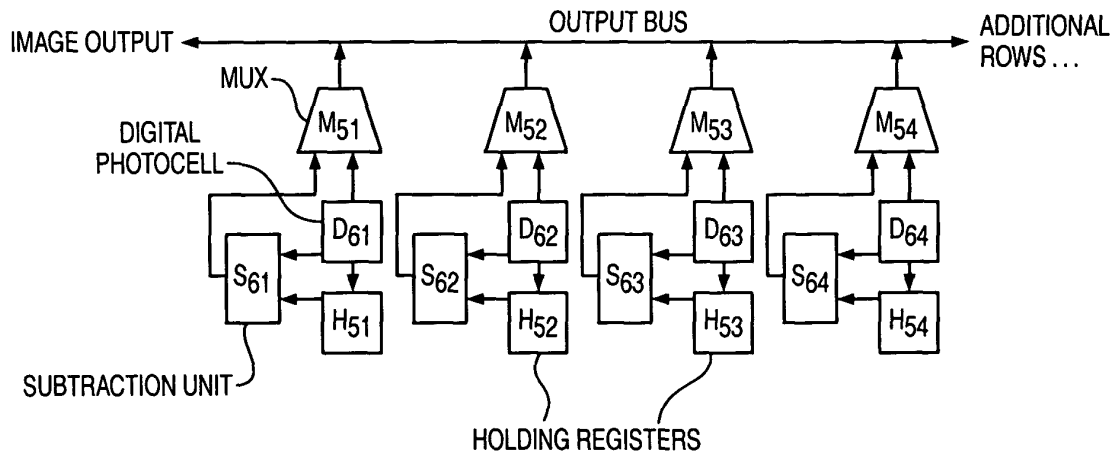 OUTPUT BUS
IMAGE OUTPUT
ADDITIONAL
ROWS . . .
MUX
M51
M52
M53
M54
DIGITAL
PHOTOCELL
D61
D62
D63
D64
S61
S62
S63
S64
H51
H52
H53
H54
SUBTRACTION UNIT
HOLDING REGISTERS